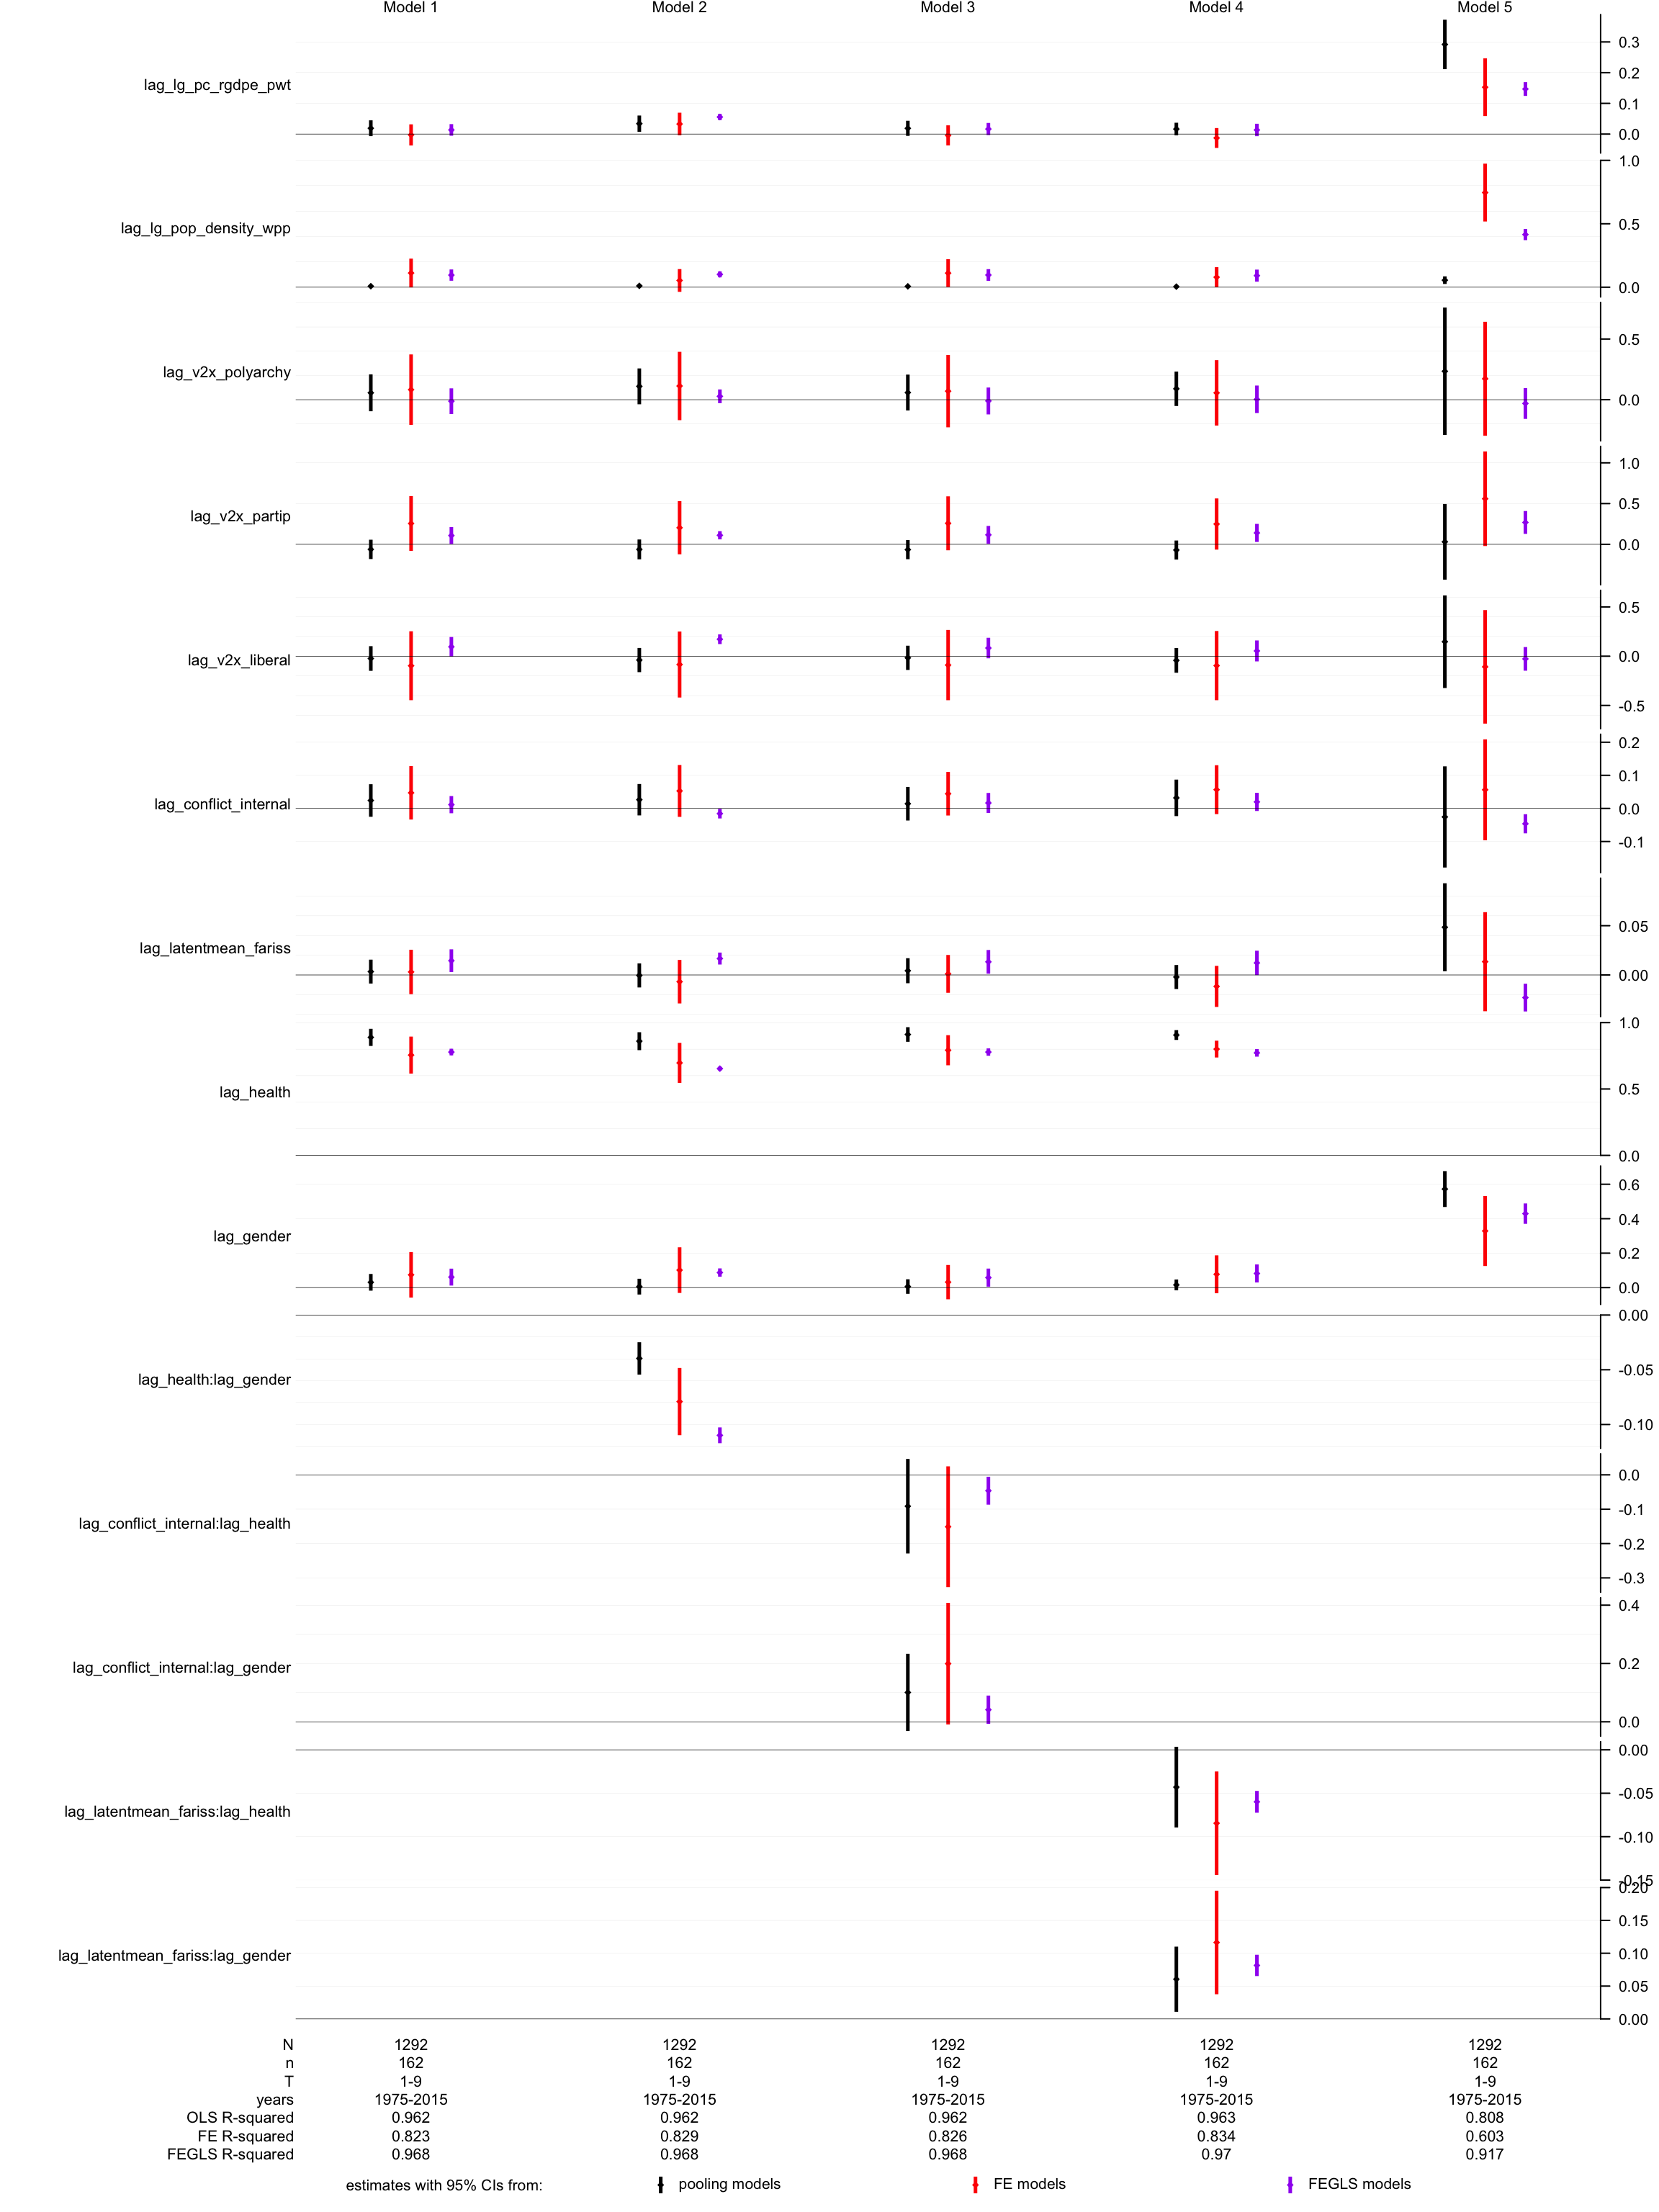 Model 1 Model 2 Model 3 Model 4 Model 5
lag_lg_pc_rgdpe_pwt
0.3
0.2
0.1
0.0
lag_lg_pop_density_wpp
1.0
0.5
0.0
lag_v2x_polyarchy
0.5
0.0
lag_v2x_partip
1.0
0.5
0.0
lag_v2x_liberal
0.5
0.0
-0.5
lag_conflict_internal
0.2
0.1
0.0
-0.1
lag_latentmean_fariss
0.05
0.00
lag_health
1.0
0.5
0.0
lag_gender
0.6
0.4
0.2
0.0
lag_health:lag_gender
0.00
-0.05
-0.10
lag_conflict_internal:lag_health
0.0
-0.1
-0.2
-0.3
lag_conflict_internal:lag_gender
0.4
0.2
0.0
lag_latentmean_fariss:lag_health
0.00
-0.05
-0.10
-0.15
lag_latentmean_fariss:lag_gender
0.20
0.15
0.10
0.05
0.00
N 1292 1292 1292 1292 1292
n 162 162 162 162 162
T 1-9 1-9 1-9 1-9 1-9
years 1975-2015 1975-2015 1975-2015 1975-2015 1975-2015
OLS R-squared 0.962 0.962 0.962 0.963 0.808
FE R-squared 0.823 0.829 0.826 0.834 0.603
FEGLS R-squared 0.968 0.968 0.968 0.97 0.917
estimates with 95% CIs from: pooling models FE models FEGLS models